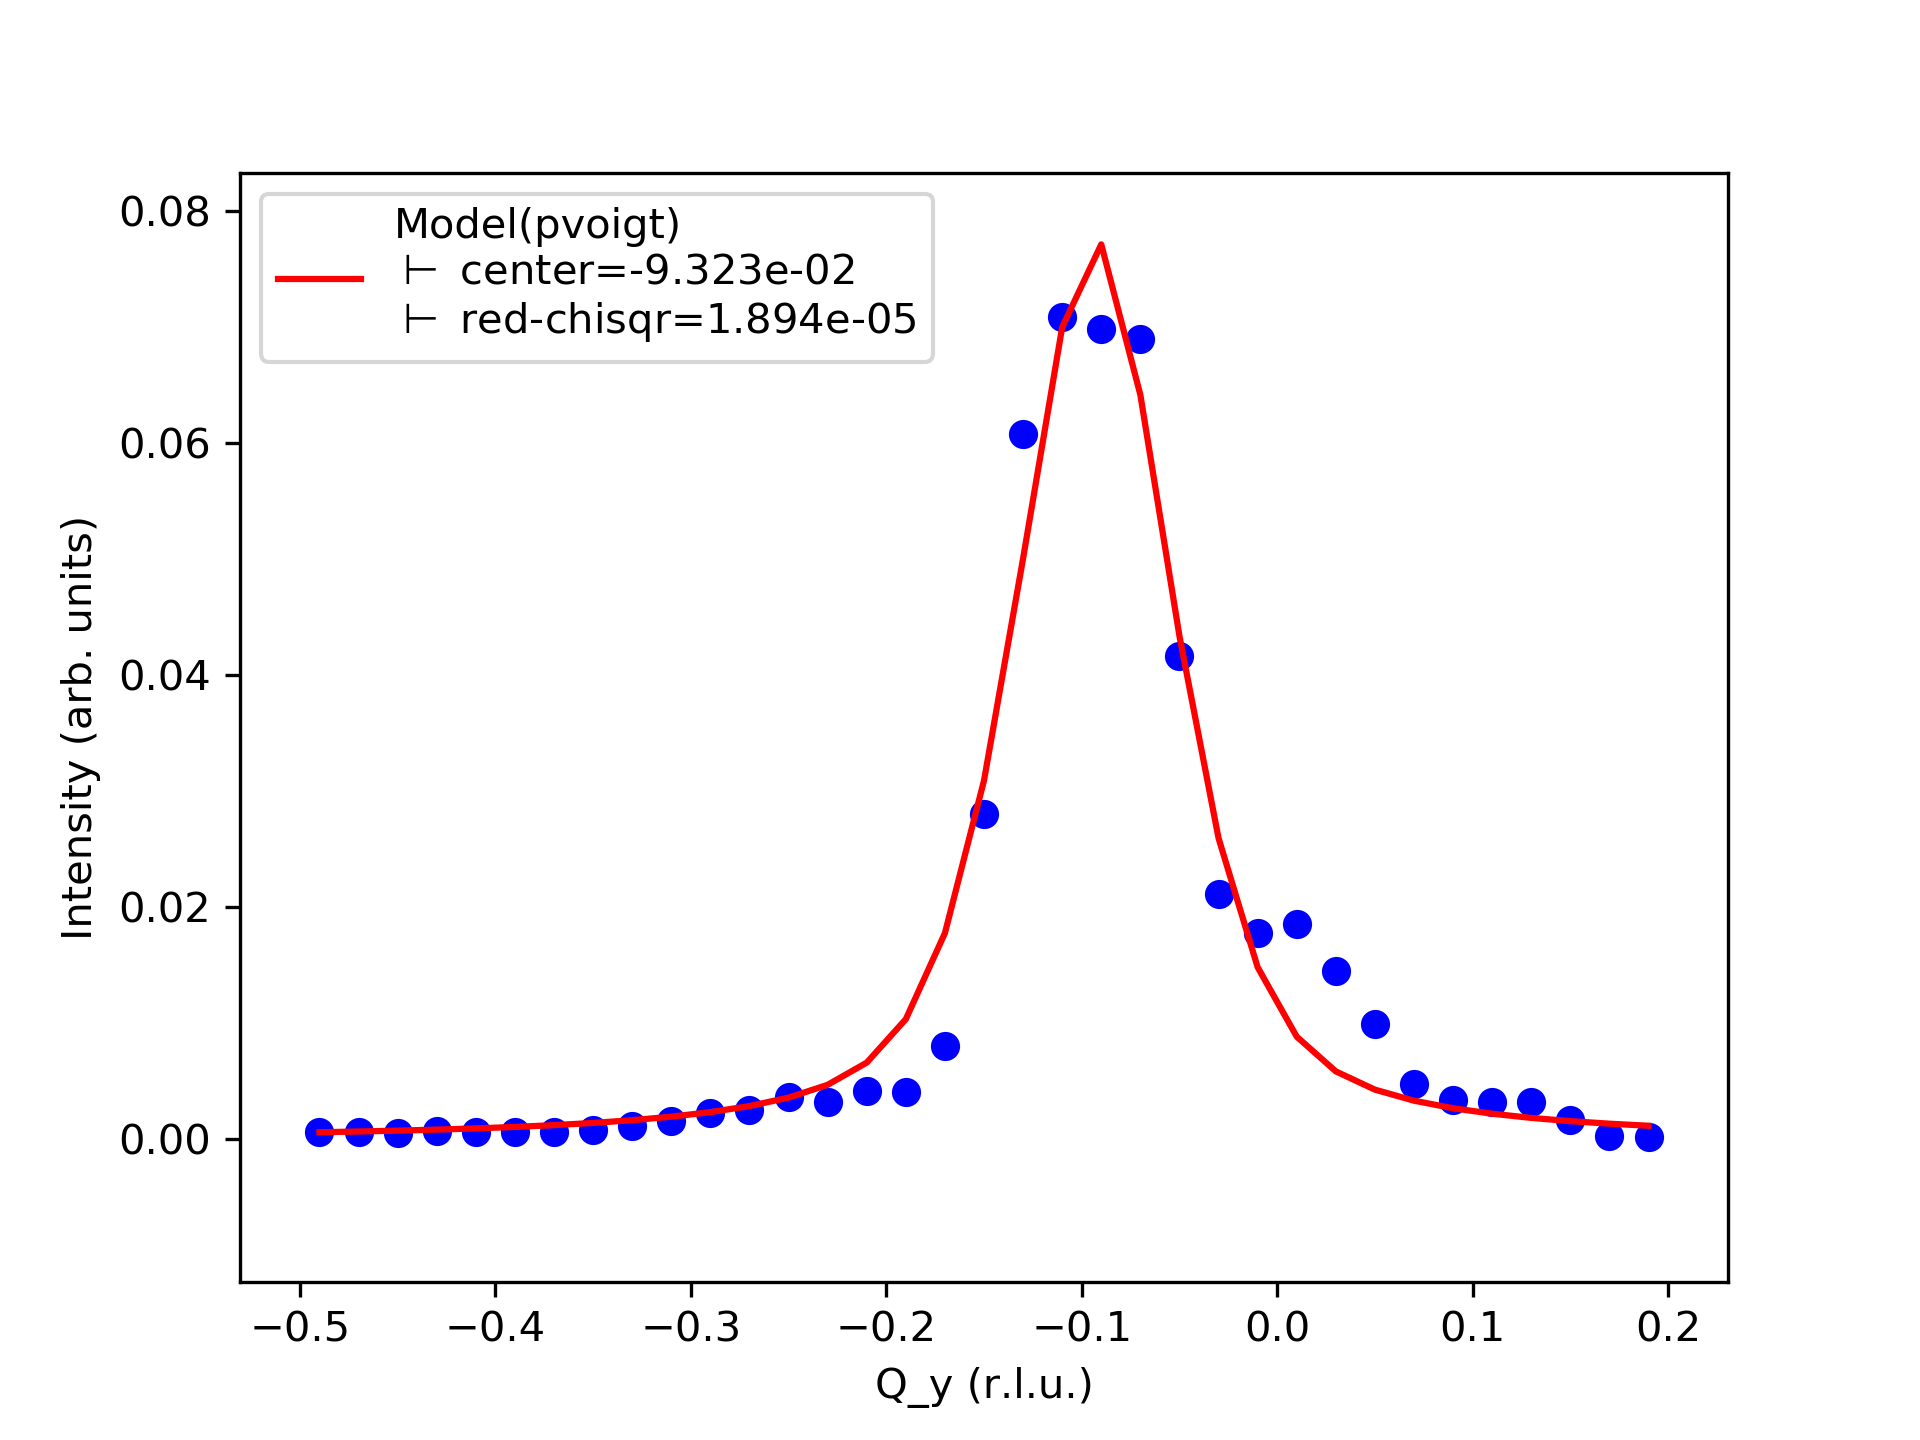 Model(pvoigt)
⊢ center=-9.323e-02
⊢ red-chisqr=1.894e-05
0.08
0.06
0.04
0.02
0.00
Intensity (arb. units)
−0.5 −0.4 −0.3 −0.2 −0.1 0.0 0.1 0.2
Q_y (r.l.u.)